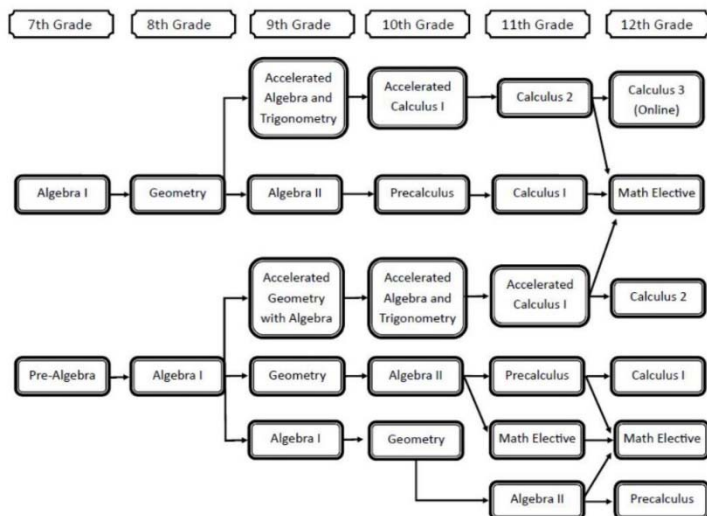 7th Grade
8th Grade
9th Grade
10th Grade
11th Grade
12th Grade
Accelerated
Algebra and
Trigonometry
Accelerated
Calculus I
Calculus 2
Calculus 3
(Online)
Algebra I
Geometry
Algebra II
Precalculus
Calculus I
Math Elective
Accelerated
Geometry
with Algebra
Accelerated
Algebra and
Trigonometry
Accelerated
Calculus I
Calculus 2
Pre-Algebra
Algebra I
Geometry
Algebra II
Precalculus
Calculus I
Algebra I
Geometry
Math Elective
Math Elective
Algebra II
Precalculus